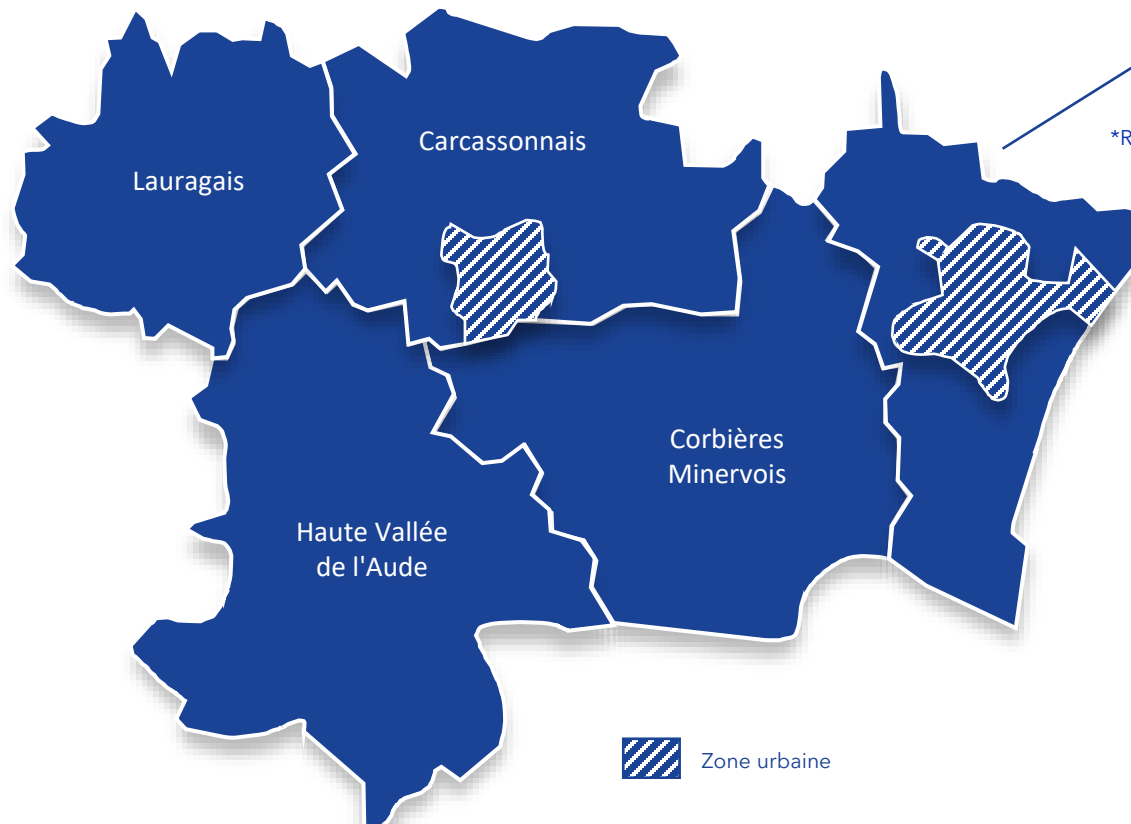 *R
Carcassonnais
Lauragais
Corbières
Minervois
Haute Vallée
de l'Aude
Zone urbaine